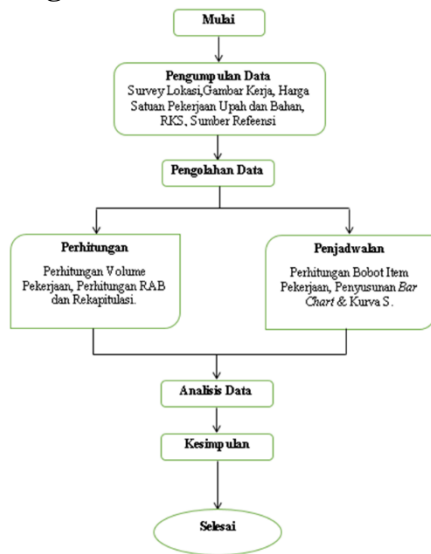 Mulai
Pengumpulan Data
Survey Lokasi,Gambar Kerja, Harga
Satuan Pekerjaan Upah dan Bahan,
RKS, Sumber Refeensi
Pengolahan Data
Perhitungan
Perhitungan Volume
Pekerjaan, Perhitungan RAB
dan Rekapitulasi.
Penjadwalan
Perhitungan Bobot Item
Pekerjaan, Penyusunan Bar
Chart & Kurva S.
Analisis Data
Kesimpulan
Selesai